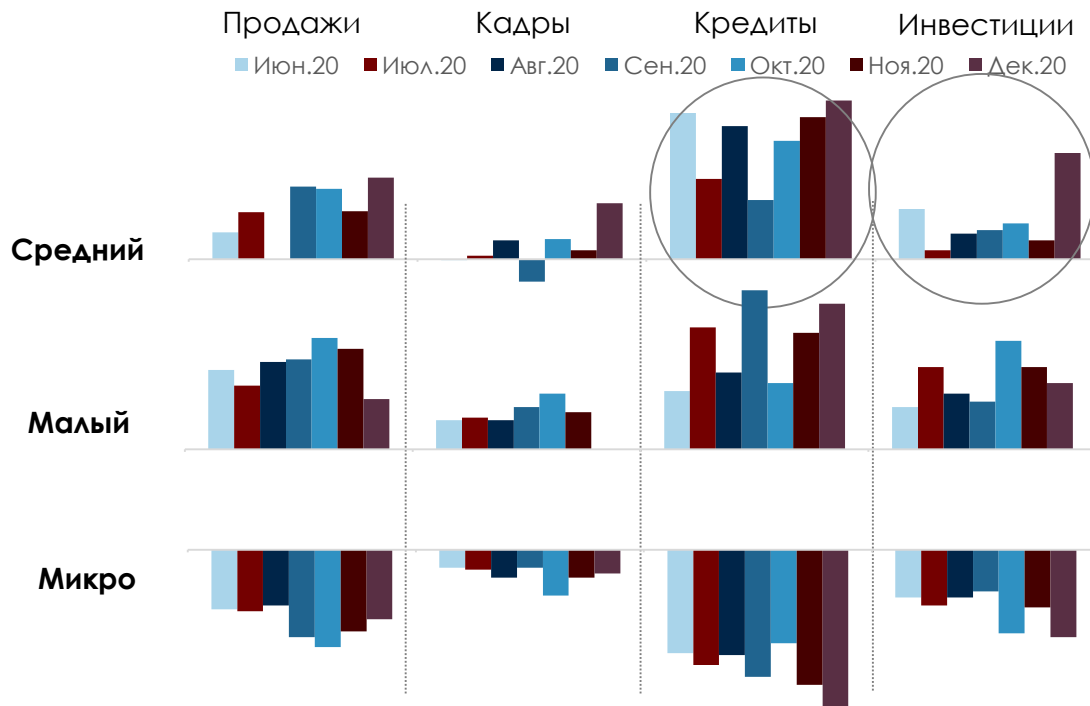 Продажи Кадры Кредиты Инвестиции
Июн.20 Июл.20 Авг.20 Сен.20 Окт.20 Ноя.20 Дек.20
Средний
Малый
Микро